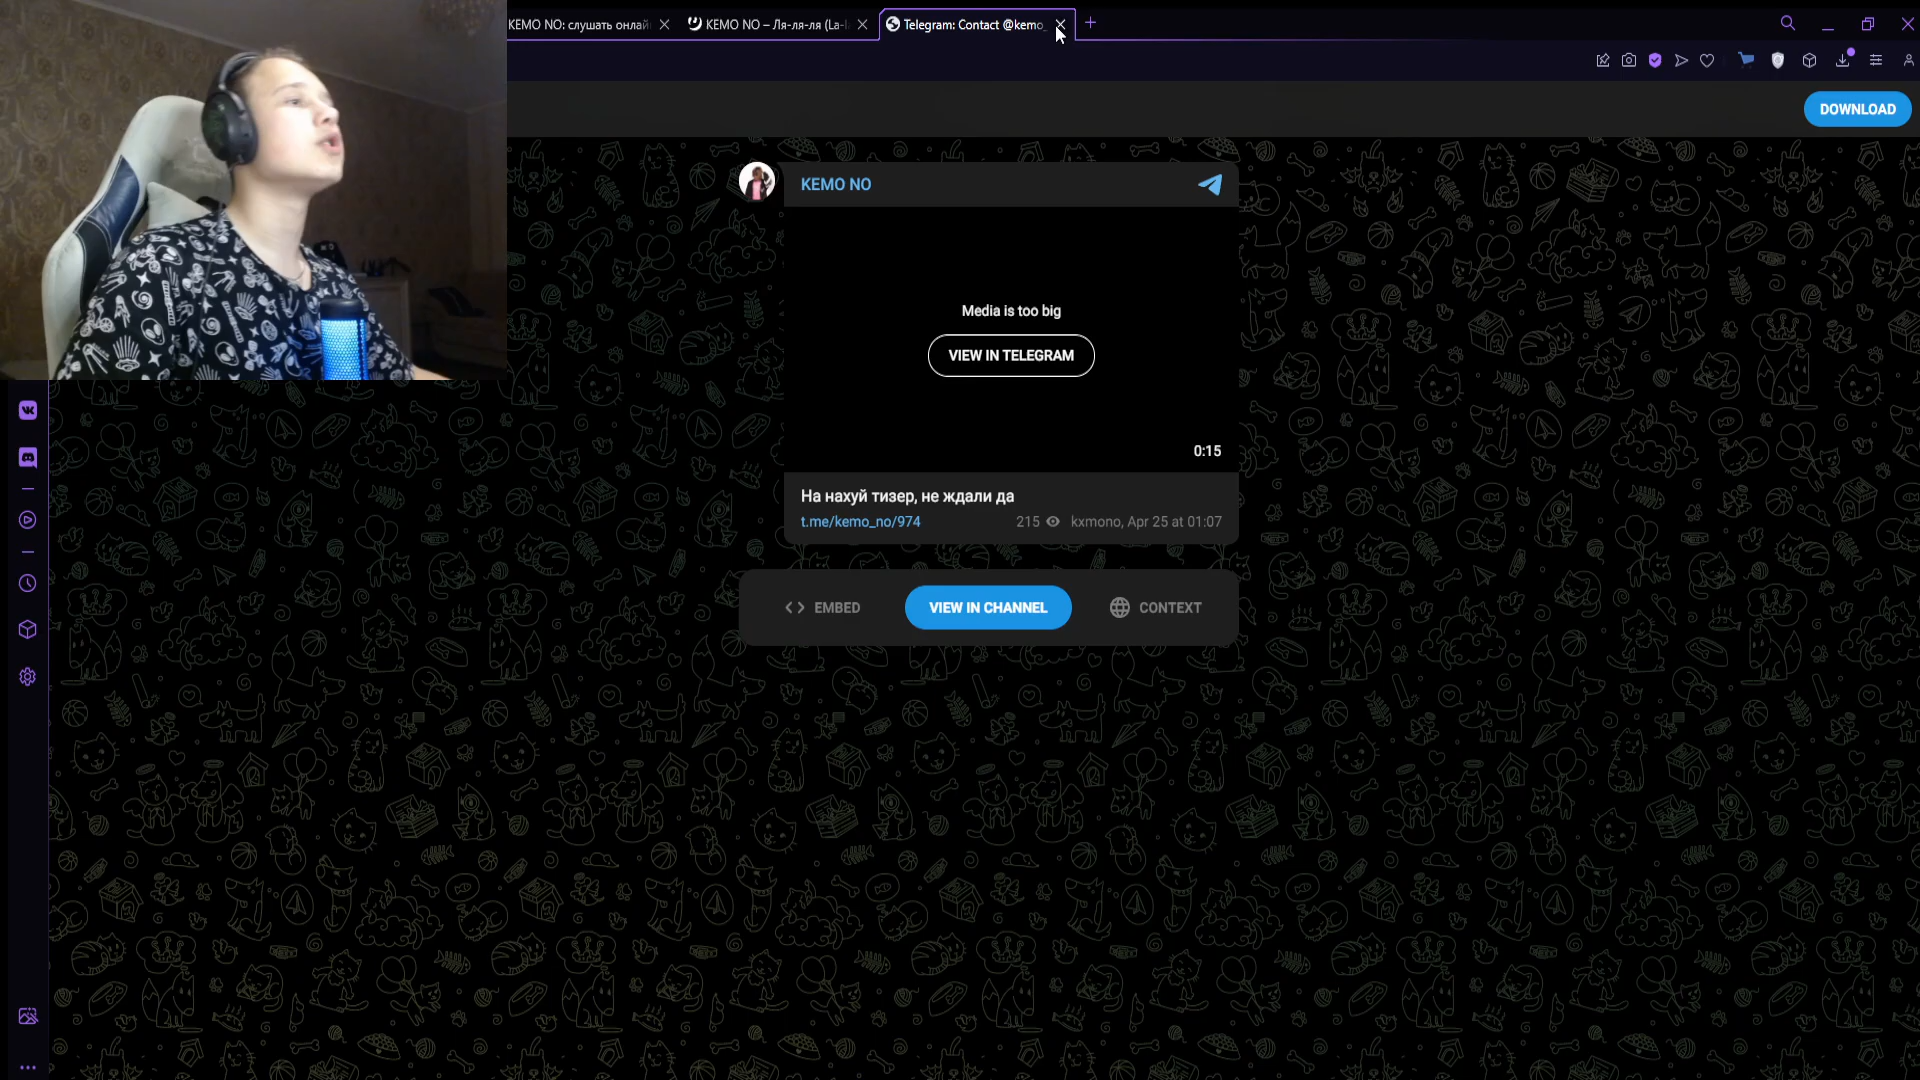 KEMO NO: слушать онлай
KEMO NO – Ля-ля-ля (La-l
Telegram: Contact @kemo_
DOWNLOAD
KEMO NO
Media is too big
VIEW IN TELEGRAM
0:15
На нахуй тизер, не ждали да
t.me/kemo_no/974
215
kxmono, Apr 25 at 01:07
EMBED
VIEW IN CHANNEL
CONTEXT